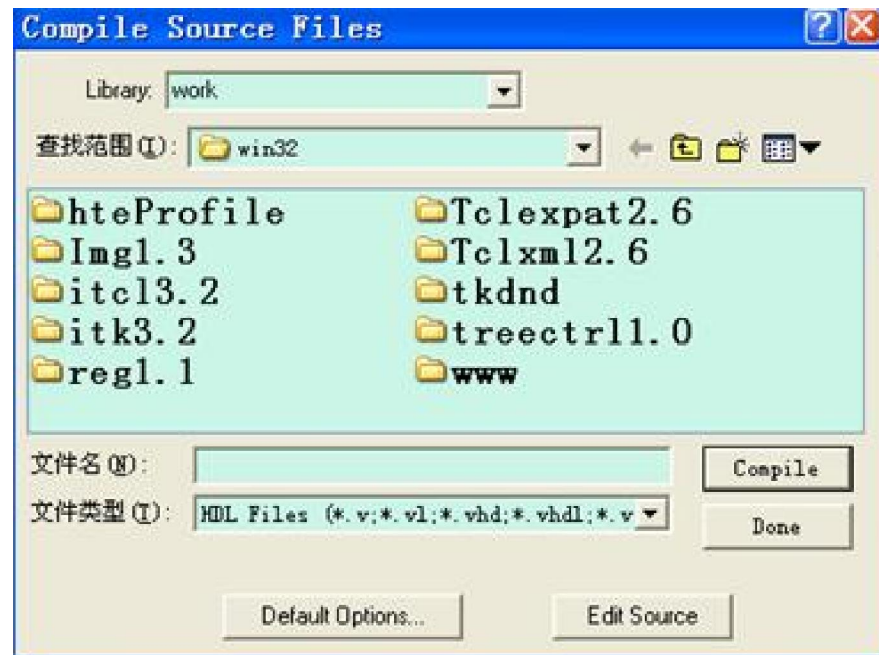 Compile Source Files
Library: work
查找范围(I): win32
hteProfile
Img1.3
itcl3.2
itk3.2
reg1.1
Tclexpat2.6
Tclxml2.6
tkdnd
treectrl1.0
www
文件名(N):
Compile
文件类型(T): HDL Files (*.v;*.vl;*.vhd;*.vhdl;*.v
Done
Default Options...
Edit Source